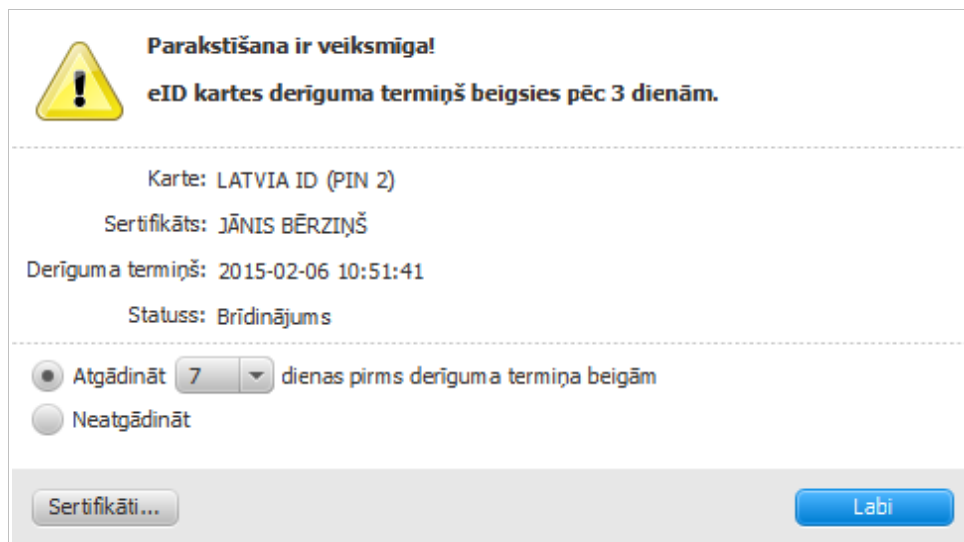 Parakstīšana ir veiksmīga!
eID kartes derīguma termiņš beigsies pēc 3 dienām.
Karte: LATVIA ID (PIN 2)
Sertifikāts: JĀNIS BĒRZIŅŠ
Derīguma termiņš: 2015-02-06 10:51:41
Statuss: Brīdinājums
Atgādināt 7 dienas pirms derīguma termiņa beigām
Neatgādināt
Sertifikāti... Labi